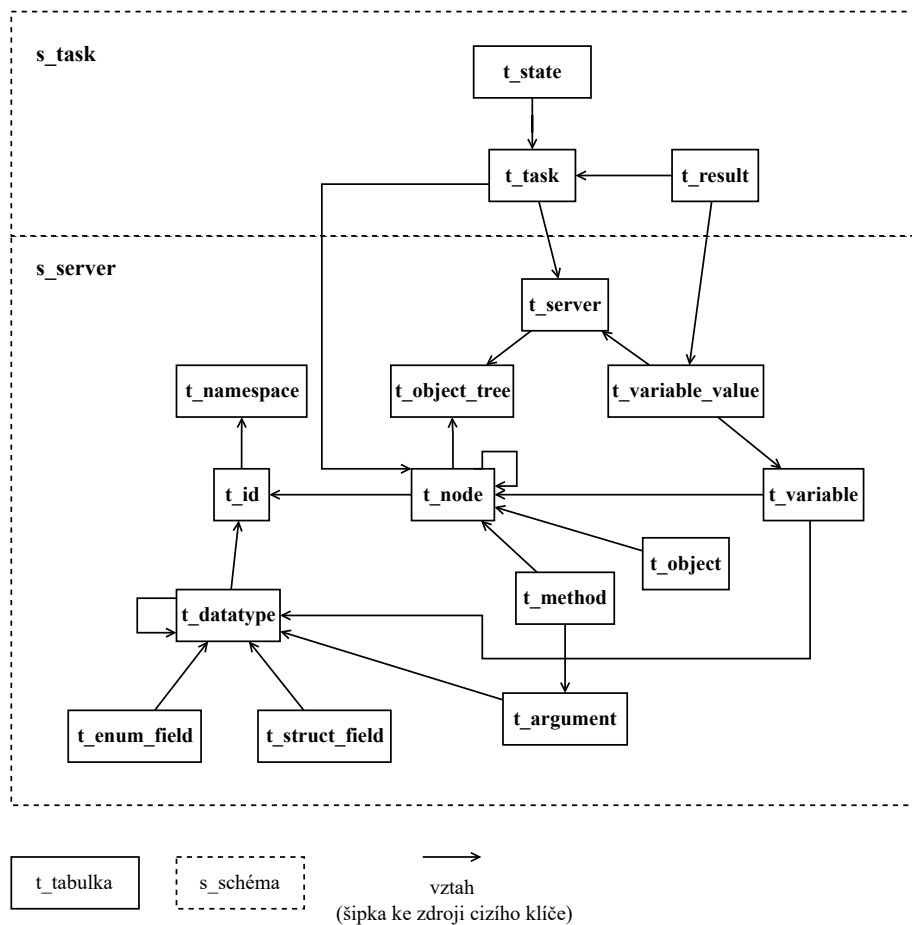 s_task
t_state
t_task
t_result
s_server
t_server
t_namespace
t_object_tree
t_variable_value
t_id
t_node
t_variable
t_object
t_method
t_datatype
t_argument
t_enum_field
t_struct_field
t_tabulka
s_schéma
vztah
(šipka ke zdroji cizího klíče)